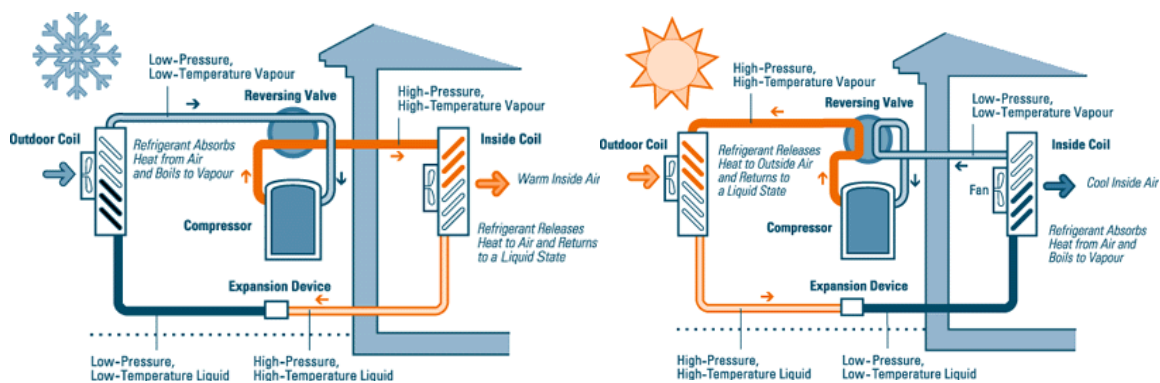 Low-Pressure,
Low-Temperature Vapour
Reversing Valve
High-Pressure,
High-Temperature Vapour
Outdoor Coil
Refrigerant Absorbs
Heat from Air
and Boils to Vapour
Inside Coil
Warm Inside Air
Compressor
Refrigerant Releases
Heat to Air and Returns
to a Liquid State
Expansion Device
Low-Pressure,
Low-Temperature Liquid
High-Pressure,
High-Temperature Liquid
High-Pressure,
High-Temperature Vapour
Reversing Valve
Low-Pressure,
Low-Temperature Vapour
Outdoor Coil
Refrigerant Releases
Heat to Outside Air
and Returns to
a Liquid State
Inside Coil
Fan
Cool Inside Air
Compressor
Refrigerant Absorbs
Heat from Air and
Boils to Vapour
Expansion Device
High-Pressure,
High-Temperature Liquid
Low-Pressure,
Low-Temperature Liquid